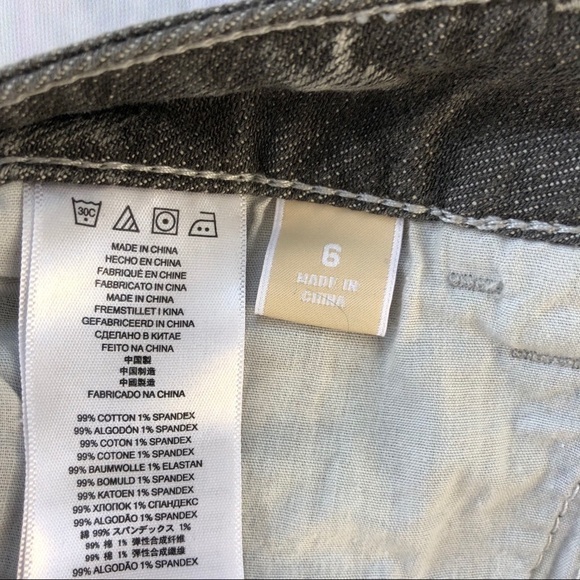 30C
MADE IN CHINA
HECHO EN CHINA
FABRIQUÉ EN CHINE
FABBRICATO IN CINA
MADE IN CHINA
FREMSTILLET I KINA
GEFABRICEERD IN CHINA
СДЕЛАНО В КИТАЕ
FEITO NA CHINA
中国製
中国制造
中國製造
FABRICADO NA CHINA
99% COTTON 1% SPANDEX
99% ALGODÓN 1% SPANDEX
99% COTON 1% SPANDEX
99% COTONE 1% SPANDEX
99% BAUMWOLLE 1% ELASTAN
99% BOMULD 1% SPANDEX
99% KATOEN 1% SPANDEX
99% ХЛОПОК 1% СПАНДЕКС
99% ALGODÃO 1% SPANDEX
綿 99% スパンデックス 1%
99% 棉 1% 弹性合成纤维
99% 棉 1% 彈性合成纖維
99% ALGODÃO 1% SPANDEX
6
MADE IN
CHINA